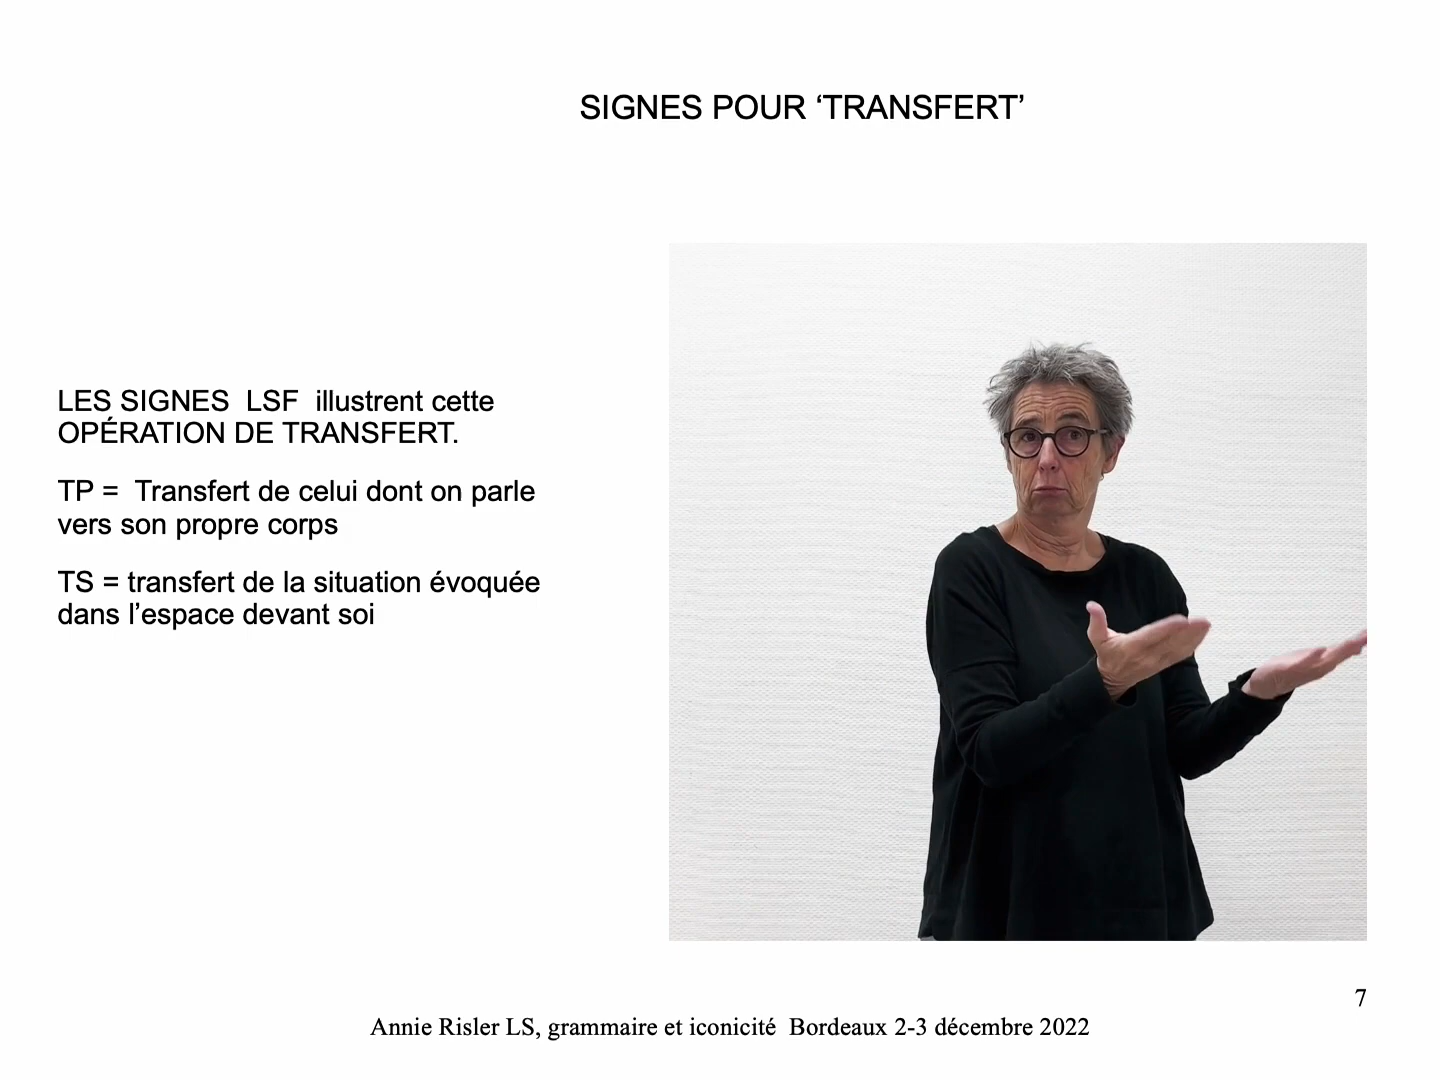 SIGNES POUR ‘TRANSFERT’
LES SIGNES  LSF  illustrent cette
OPÉRATION DE TRANSFERT.
TP =  Transfert de celui dont on parle
vers son propre corps
TS = transfert de la situation évoquée
dans l’espace devant soi
7
Annie Risler LS, grammaire et iconicité  Bordeaux 2-3 décembre 2022